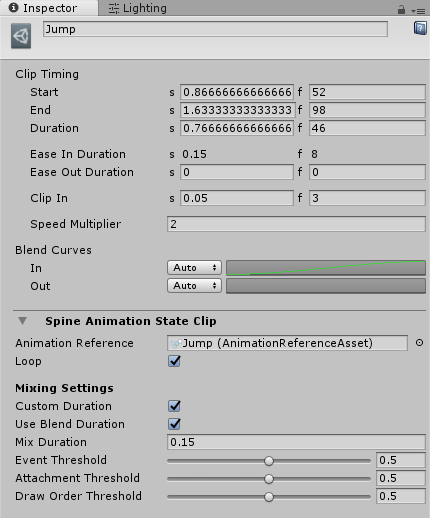 Inspector Lighting
Jump
Clip Timing
Start s 0.86666666666666 f 52
End s 1.63333333333333 f 98
Duration s 0.76666666666666 f 46
Ease In Duration s 0.15 f 8
Ease Out Duration s 0 f 0
Clip In s 0.05 f 3
Speed Multiplier 2
Blend Curves
In Auto
Out Auto
Spine Animation State Clip
Animation Reference Jump (AnimationReferenceAsset)
Loop
Mixing Settings
Custom Duration
Use Blend Duration
Mix Duration 0.15
Event Threshold 0.5
Attachment Threshold 0.5
Draw Order Threshold 0.5